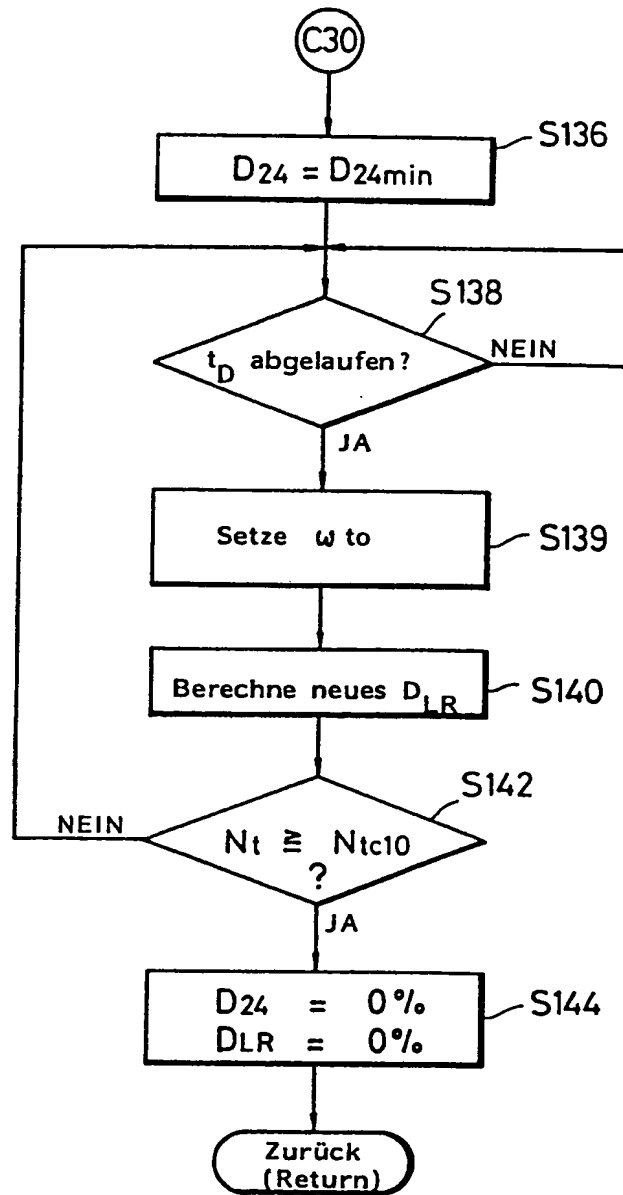 C30
S136
D24 = D24min
S138
tD abgelaufen?
NEIN
JA
Setze ω to
S139
Berechne neues DLR
S140
S142
NEIN
Nt ≧ Ntc10
?
JA
D24 = 0%
DLR = 0%
S144
Zurück
(Return)